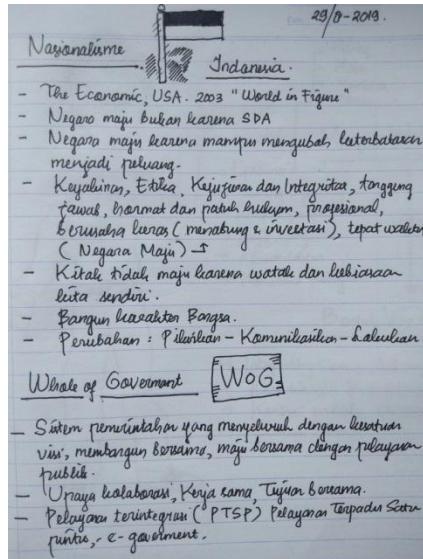 29/8-2019.
Nasionalisme Indonesia.
- The Economic, USA. 2003 "World in Figure"
- Negara maju bukan karena SDA
- Negara maju karena mampu mengubah keterbatasan
menjadi peluang.
- Keyakinan, Etika, Kejujuran dan Integritas, tanggung
jawab, hormat dan patuh hukum, profesional,
berusaha keras (menabung & investasi), tepat waktu
(Negara Maju)
- Kitak tidak maju karena watak dan kebiasaan
kita sendiri.
- Bangun karakter Bangsa.
- Perubahan : Pikirkan - Komunikasikan - Lakukan
Whole of Goverment WoG
- Sistem pemerintahan yang menyeluruh dengan kesatuan
visi, membangun bersama, maju bersama dengan pelayanan
publik.
- Upaya kolaborasi, Kerja sama, Tujuan bersama.
- Pelayanan terintegrasi (PTSP) Pelayanan Terpadu Satu
pintu, - e-goverment.